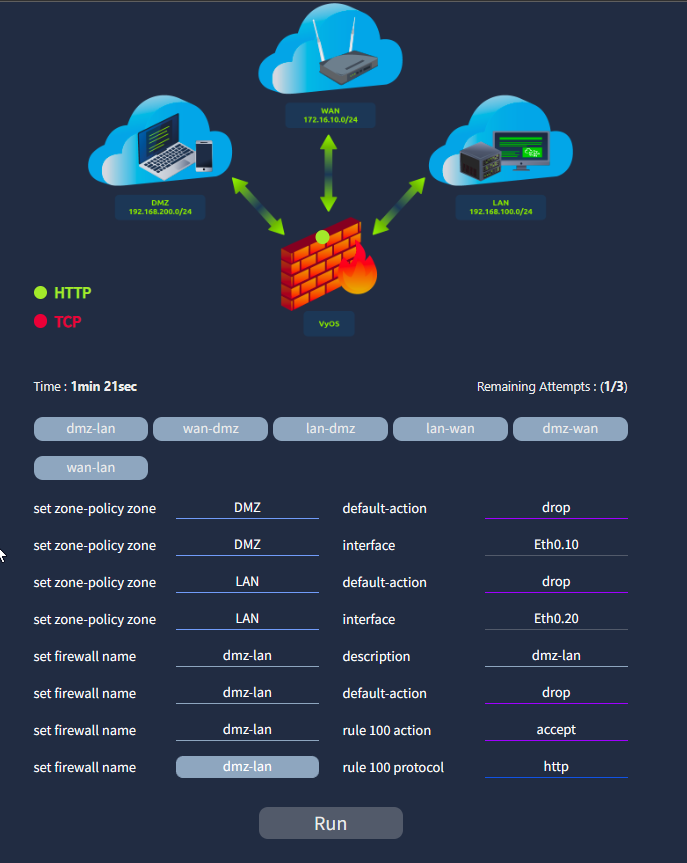 WAN
172.16.10.0/24
DMZ
192.168.200.0/24
LAN
192.168.100.0/24
VyOS
HTTP
TCP
Time : 1min 21sec Remaining Attempts : (1/3)
dmz-lan wan-dmz lan-dmz lan-wan dmz-wan
wan-lan
set zone-policy zone DMZ default-action drop
set zone-policy zone DMZ interface Eth0.10
set zone-policy zone LAN default-action drop
set zone-policy zone LAN interface Eth0.20
set firewall name dmz-lan description dmz-lan
set firewall name dmz-lan default-action drop
set firewall name dmz-lan rule 100 action accept
set firewall name dmz-lan rule 100 protocol http
Run